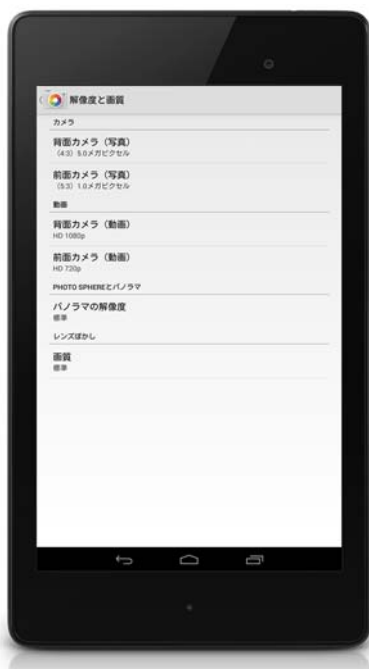 解像度と画質
カメラ
背面カメラ（写真）
（4:3）5.0メガピクセル
前面カメラ（写真）
（5:3）1.0メガピクセル
動画
背面カメラ（動画）
HD 1080p
前面カメラ（動画）
HD 720p
PHOTO SPHEREとパノラマ
パノラマの解像度
標準
レンズぼかし
画質
標準